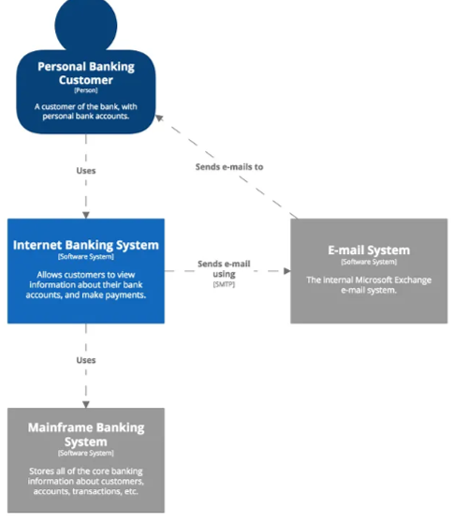 Personal Banking
Customer
[Person]
A customer of the bank, with
personal bank accounts.
Uses
Sends e-mails to
Internet Banking System
[Software System]
Allows customers to view
information about their bank
accounts, and make payments.
Sends e-mail
using
[SMTP]
E-mail System
[Software System]
The internal Microsoft Exchange
e-mail system.
Uses
Mainframe Banking
System
[Software System]
Stores all of the core banking
information about customers,
accounts, transactions, etc.